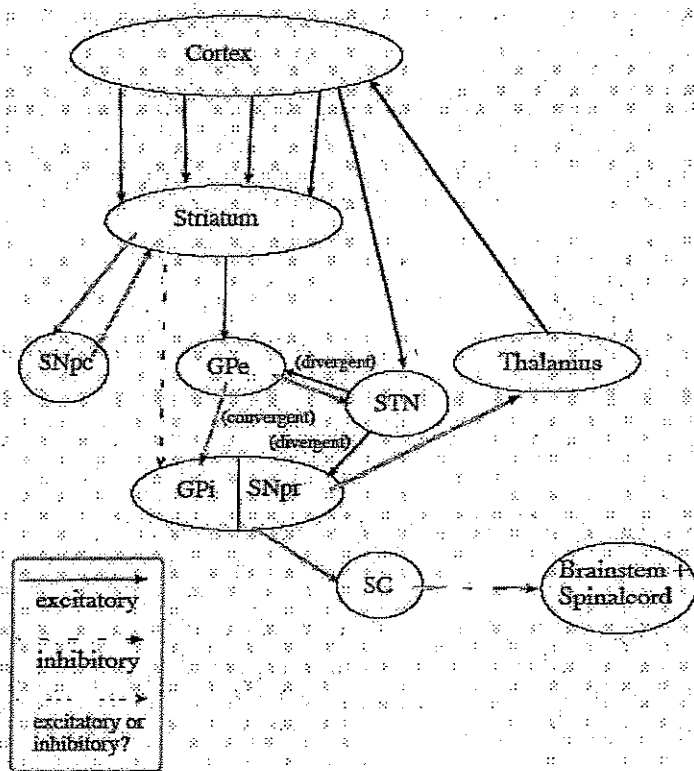 Cortex
Striatum
SNpc
GPe
(divergent)
STN
Thalamus
(convergent)
(divergent)
GPi
SNpr
SC
Brainstem +
Spinalcord
excitatory
inhibitory
excitatory or
inhibitory?